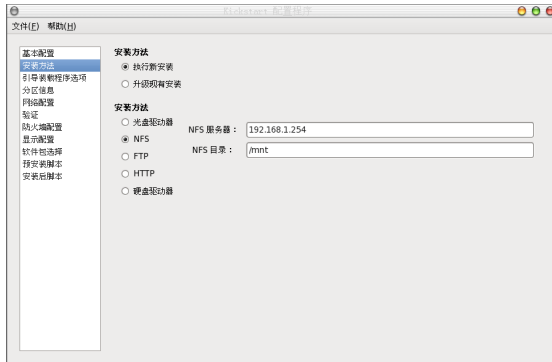 Kickstart 配置程序
文件(F) 帮助(H)
基本配置
安装方法
引导装载程序选项
分区信息
网络配置
验证
防火墙配置
显示配置
软件包选择
预安装脚本
安装后脚本
安装方法
执行新安装
升级现有安装
安装方法
光盘驱动器
NFS
FTP
HTTP
硬盘驱动器
NFS 服务器： 192.168.1.254
NFS 目录： /mnt